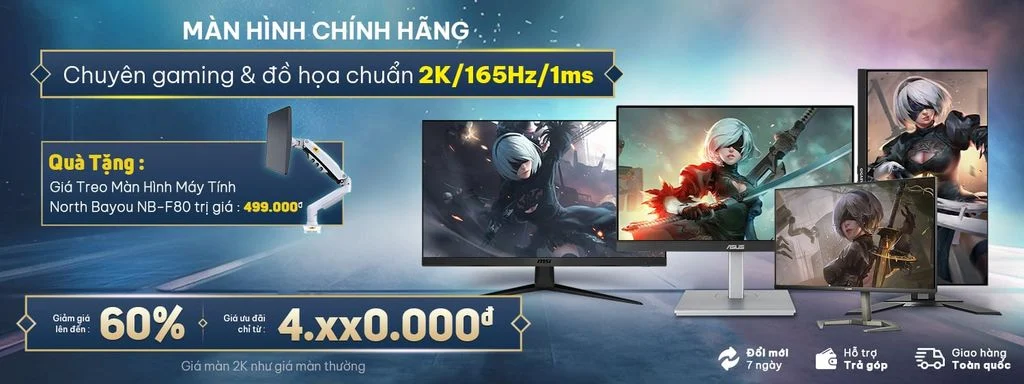 MÀN HÌNH CHÍNH HÃNG
Chuyên gaming & đồ họa chuẩn 2K/165Hz/1ms
Quà Tặng :
Giá Treo Màn Hình Máy Tính
North Bayou NB-F80 trị giá : 499.000đ
msi
ASUS
Giảm giá
lên đến :
60%
Giá ưu đãi
chỉ từ :
4.xx0.000đ
Giá màn 2K như giá màn thường
Đổi mới
7 ngày
Hỗ trợ
Trả góp
Giao hàng
Toàn quốc